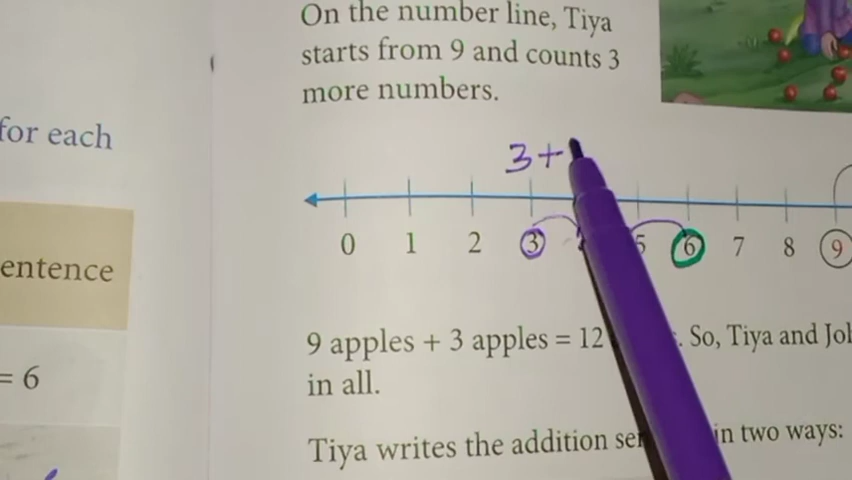 On the number line, Tiya
starts from 9 and counts 3
more numbers.
for each
3+
0 1 2 3 5 6 7 8 9
entence
= 6
9 apples + 3 apples = 12 . So, Tiya and
in all.
Tiya writes the addition in two ways: